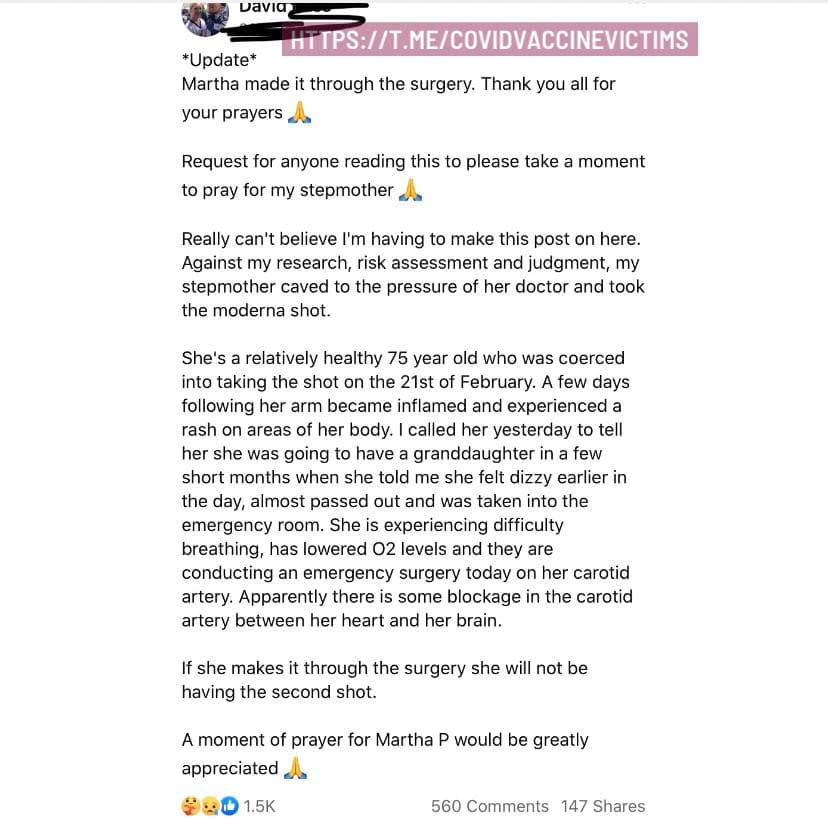 David
HTTPS://T.ME/COVIDVACCINEVICTIMS
*Update*
Martha made it through the surgery. Thank you all for
your prayers 🙏
Request for anyone reading this to please take a moment
to pray for my stepmother 🙏
Really can't believe I'm having to make this post on here.
Against my research, risk assessment and judgment, my
stepmother caved to the pressure of her doctor and took
the moderna shot.
She's a relatively healthy 75 year old who was coerced
into taking the shot on the 21st of February. A few days
following her arm became inflamed and experienced a
rash on areas of her body. I called her yesterday to tell
her she was going to have a granddaughter in a few
short months when she told me she felt dizzy earlier in
the day, almost passed out and was taken into the
emergency room. She is experiencing difficulty
breathing, has lowered O2 levels and they are
conducting an emergency surgery today on her carotid
artery. Apparently there is some blockage in the carotid
artery between her heart and her brain.
If she makes it through the surgery she will not be
having the second shot.
A moment of prayer for Martha P would be greatly
appreciated 🙏
1.5K 560 Comments 147 Shares